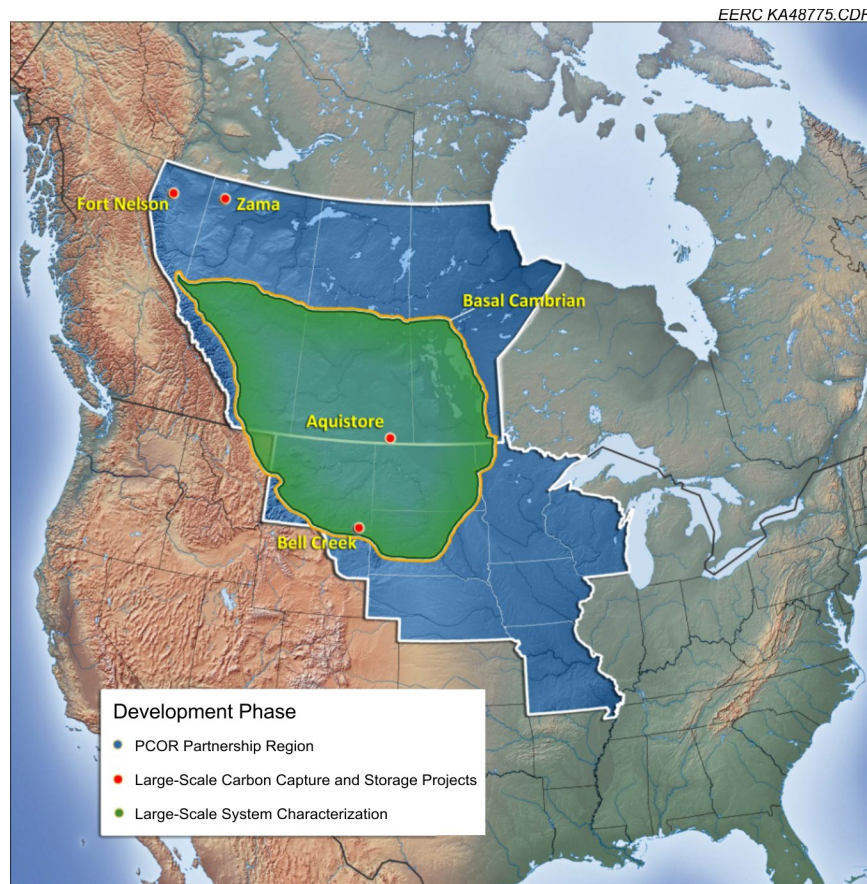 EERC KA48775.CDR
Fort Nelson
Zama
Basal Cambrian
Aquistore
Bell Creek
Development Phase
PCOR Partnership Region
Large-Scale Carbon Capture and Storage Projects
Large-Scale System Characterization